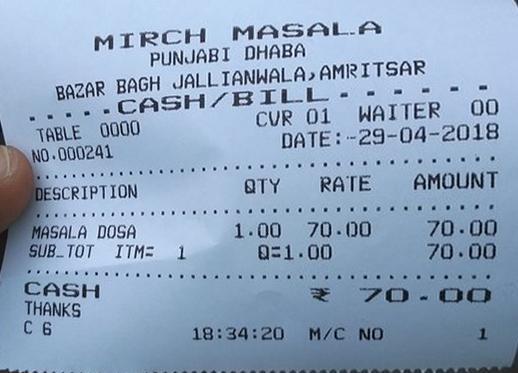 MIRCH MASALA
PUNJABI DHABA
BAZAR BAGH JALLIANWALA,AMRITSAR
.....CASH/BILL.....
TABLE 0000 CVR 01 WAITER 00
NO.000241 DATE:-29-04-2018
DESCRIPTION QTY RATE AMOUNT
MASALA DOSA 1.00 70.00 70.00
SUB_TOT ITM= 1 Q=1.00 70.00
CASH ₹ 70.00
THANKS
C 6 18:34:20 M/C NO 1